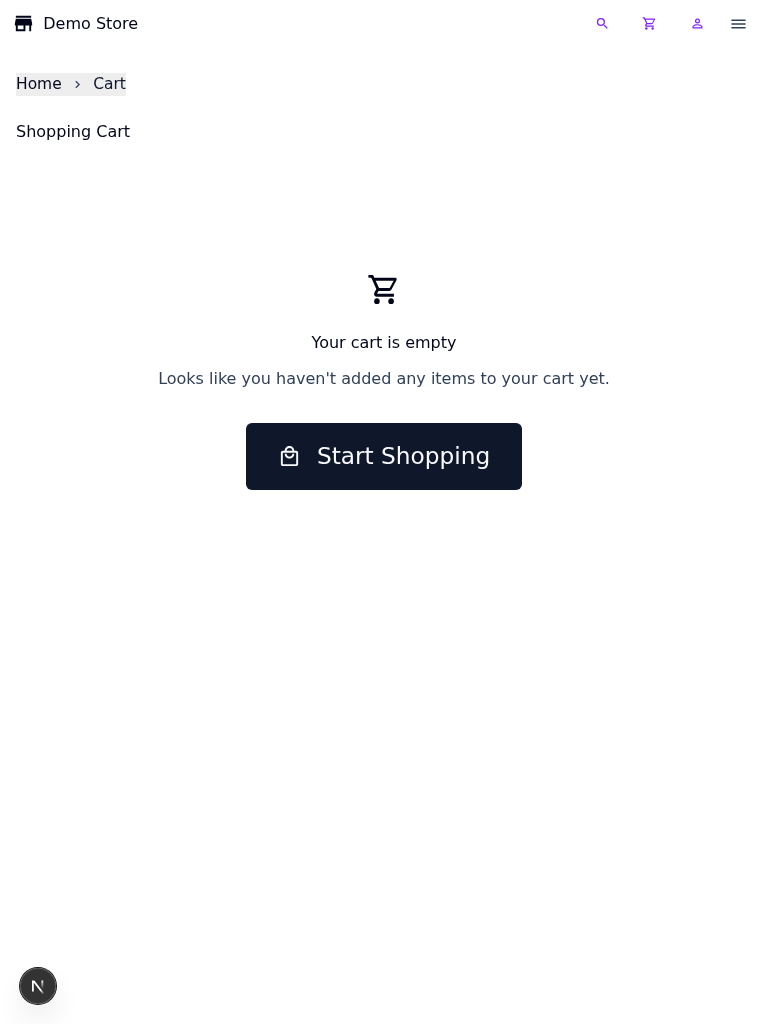 Demo Store
Home > Cart
Shopping Cart
Your cart is empty
Looks like you haven't added any items to your cart yet.
Start Shopping
N